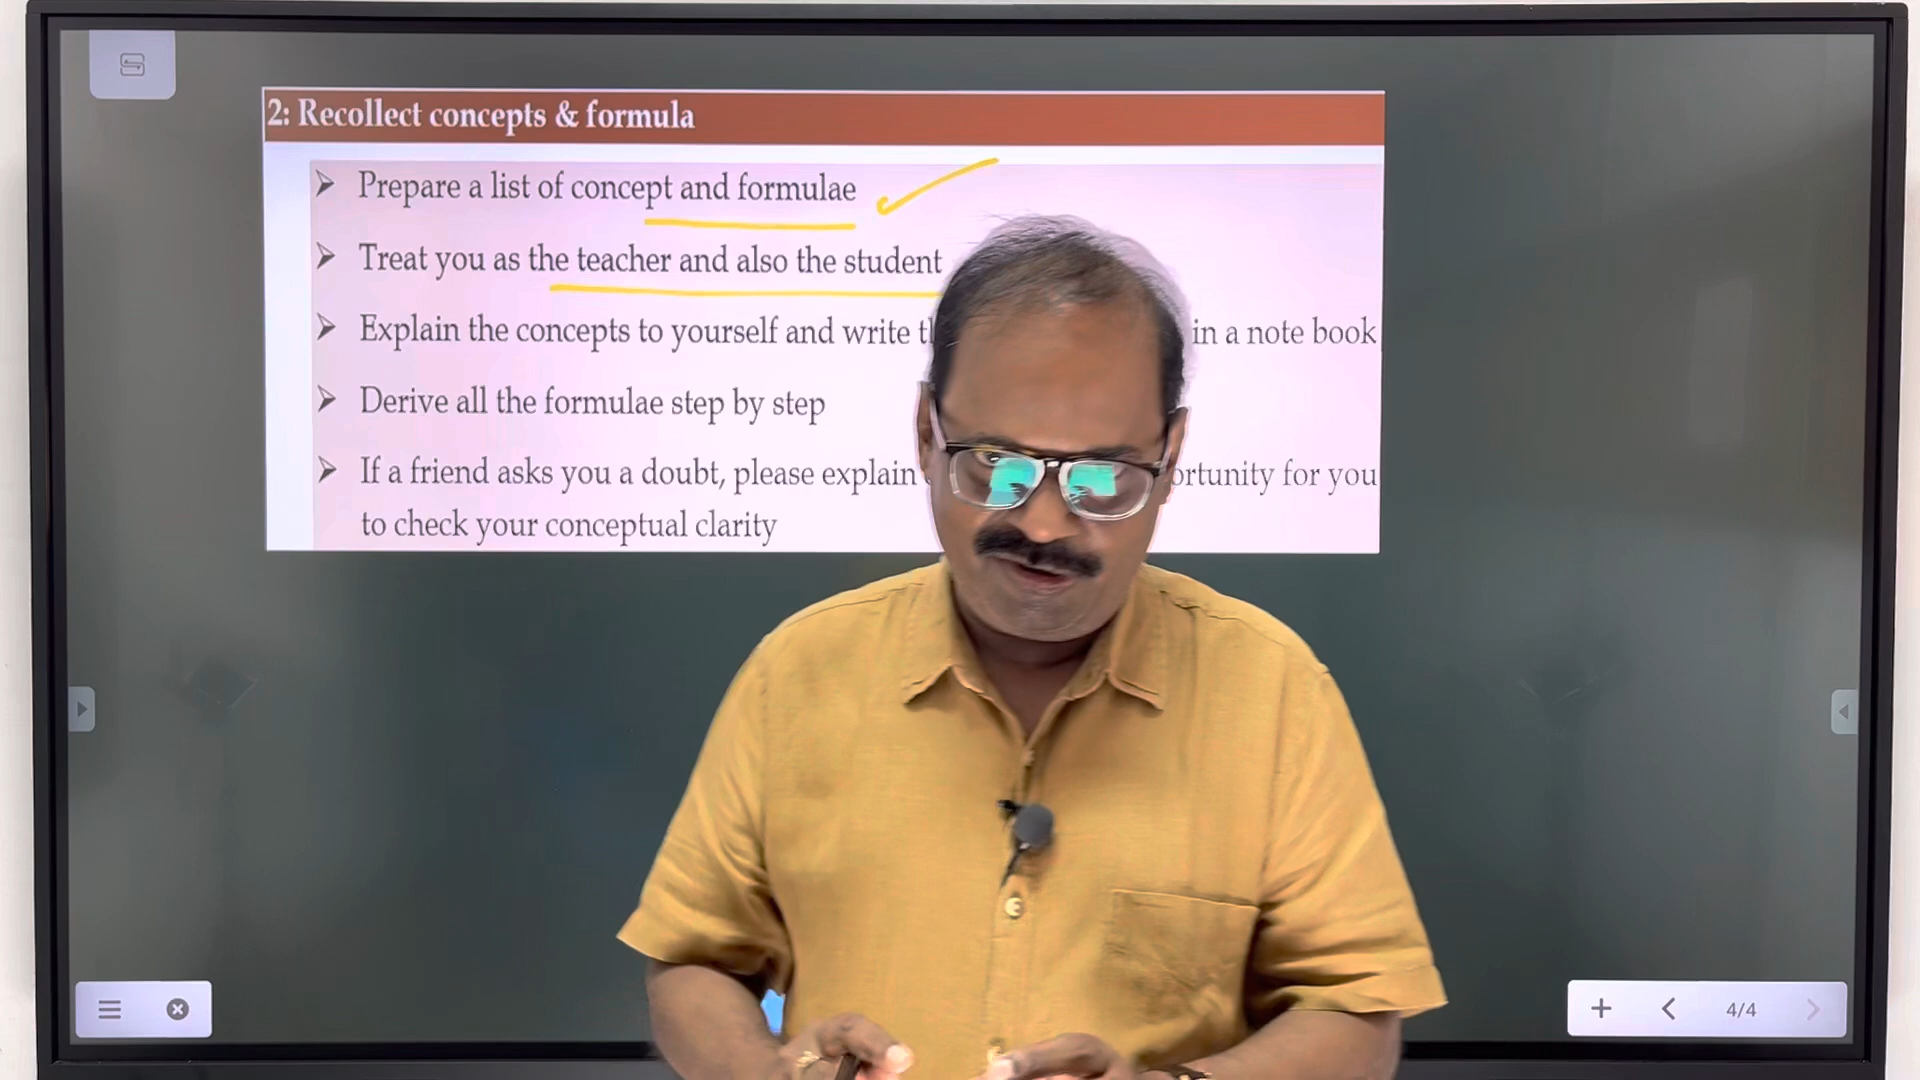 2: Recollect concepts & formula
➢ Prepare a list of concept and formulae
➢ Treat you as the teacher and also the student
➢ Explain the concepts to yourself and write in a note book
➢ Derive all the formulae step by step
➢ If a friend asks you a doubt, please explain for you
to check your conceptual clarity
4/4